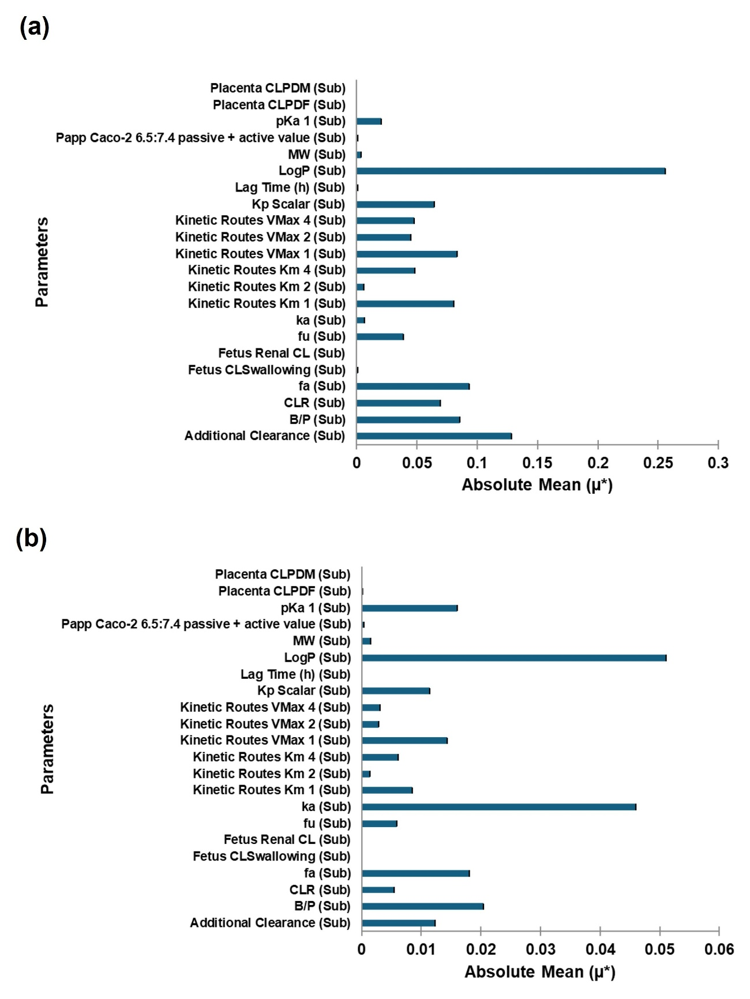 (a)
Placenta CLPDM (Sub)
Placenta CLPDF (Sub)
pKa 1 (Sub)
Papp Caco-2 6.5:7.4 passive + active value (Sub)
MW (Sub)
LogP (Sub)
Lag Time (h) (Sub)
Kp Scalar (Sub)
Kinetic Routes VMax 4 (Sub)
Kinetic Routes VMax 2 (Sub)
Kinetic Routes VMax 1 (Sub)
Kinetic Routes Km 4 (Sub)
Kinetic Routes Km 2 (Sub)
Kinetic Routes Km 1 (Sub)
ka (Sub)
fu (Sub)
Fetus Renal CL (Sub)
Fetus CLSwallowing (Sub)
fa (Sub)
CLR (Sub)
B/P (Sub)
Additional Clearance (Sub)
Parameters
0 0.05 0.1 0.15 0.2 0.25 0.3
Absolute Mean (µ*)
(b)
Placenta CLPDM (Sub)
Placenta CLPDF (Sub)
pKa 1 (Sub)
Papp Caco-2 6.5:7.4 passive + active value (Sub)
MW (Sub)
LogP (Sub)
Lag Time (h) (Sub)
Kp Scalar (Sub)
Kinetic Routes VMax 4 (Sub)
Kinetic Routes VMax 2 (Sub)
Kinetic Routes VMax 1 (Sub)
Kinetic Routes Km 4 (Sub)
Kinetic Routes Km 2 (Sub)
Kinetic Routes Km 1 (Sub)
ka (Sub)
fu (Sub)
Fetus Renal CL (Sub)
Fetus CLSwallowing (Sub)
fa (Sub)
CLR (Sub)
B/P (Sub)
Additional Clearance (Sub)
Parameters
0 0.01 0.02 0.03 0.04 0.05 0.06
Absolute Mean (µ*)